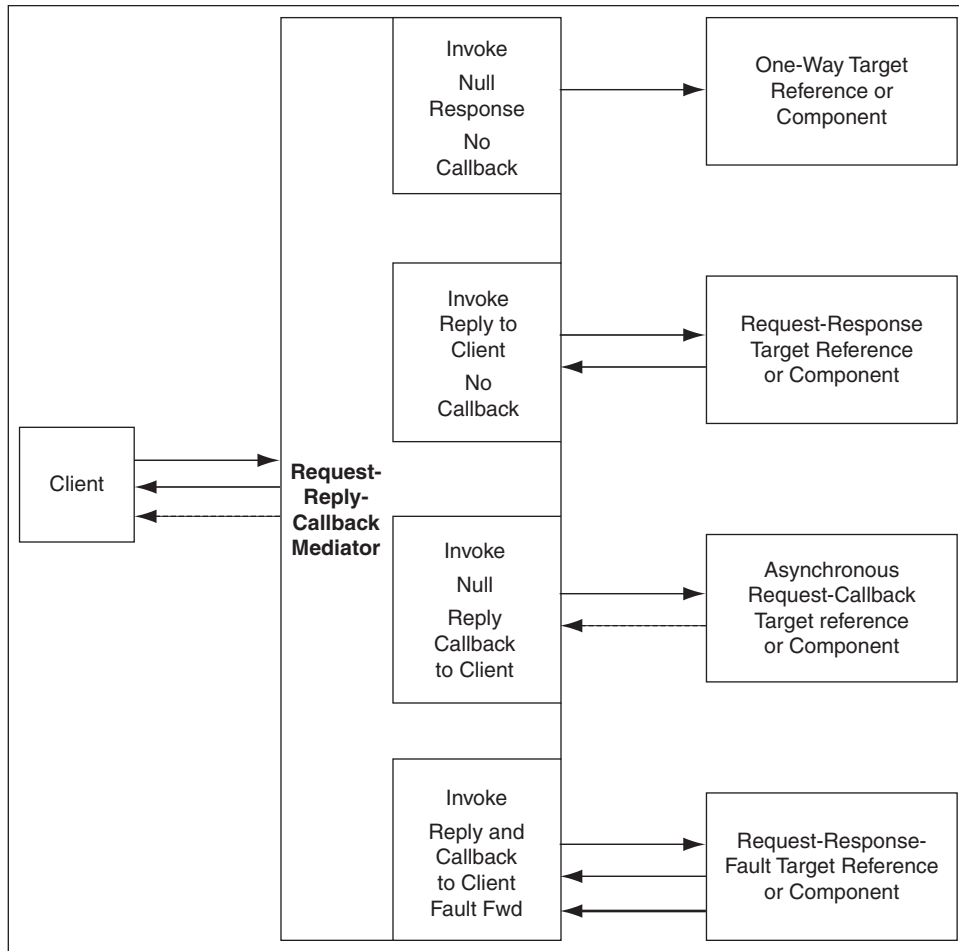 Invoke
Null
Response
No
Callback
One-Way Target
Reference or
Component
Invoke
Reply to
Client
No
Callback
Request-Response
Target Reference
or Component
Client
Request-
Reply-
Callback
Mediator
Invoke
Null
Reply
Callback
to Client
Asynchronous
Request-Callback
Target reference
or Component
Invoke
Reply and
Callback
to Client
Fault Fwd
Request-Response-
Fault Target Reference
or Component